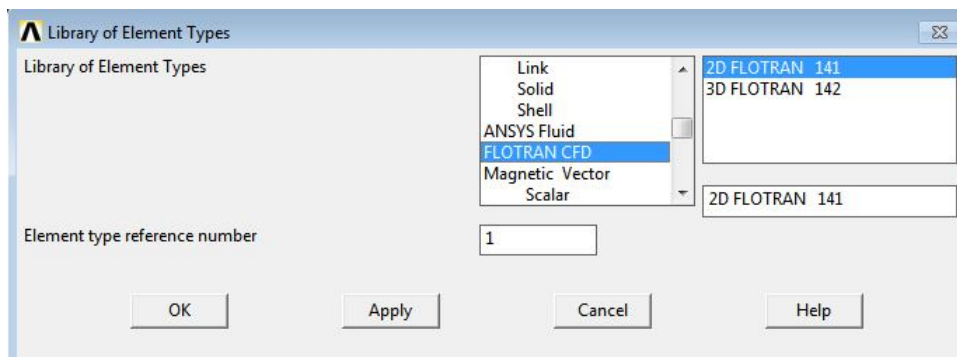 Library of Element Types
Library of Element Types
Link
Solid
Shell
ANSYS Fluid
FLOTRAN CFD
Magnetic Vector
Scalar
2D FLOTRAN 141
3D FLOTRAN 142
2D FLOTRAN 141
Element type reference number
1
OK
Apply
Cancel
Help